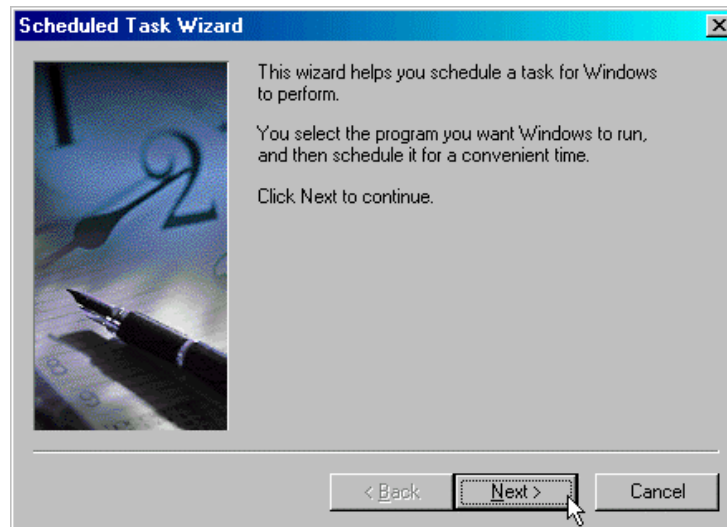 Scheduled Task Wizard
This wizard helps you schedule a task for Windows
to perform.
You select the program you want Windows to run,
and then schedule it for a convenient time.
Click Next to continue.
2
< Back
Next >
Cancel